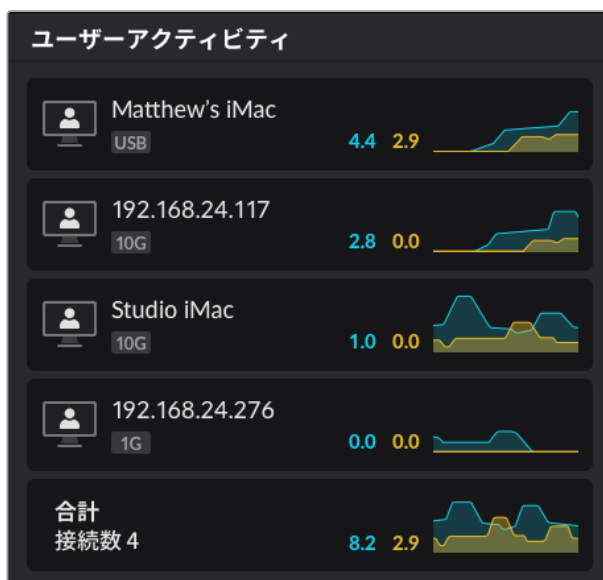 ユーザーアクティビティ
Matthew's iMac
USB
4.4 2.9
192.168.24.117
10G
2.8 0.0
Studio iMac
10G
1.0 0.0
192.168.24.276
1G
0.0 0.0
合計
接続数 4
8.2 2.9